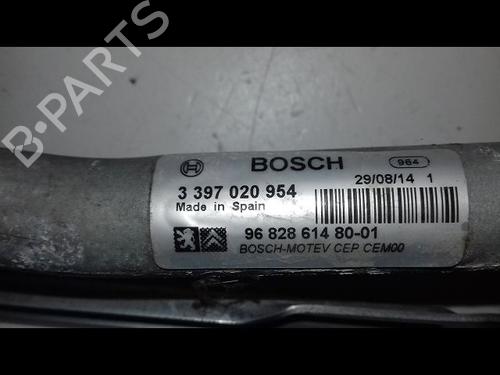 B-PARTS
BOSCH 964
3 397 020 954 29/08/14 1
Made in Spain
96 828 614 80-01
BOSCH-MOTEV CEP CEM00